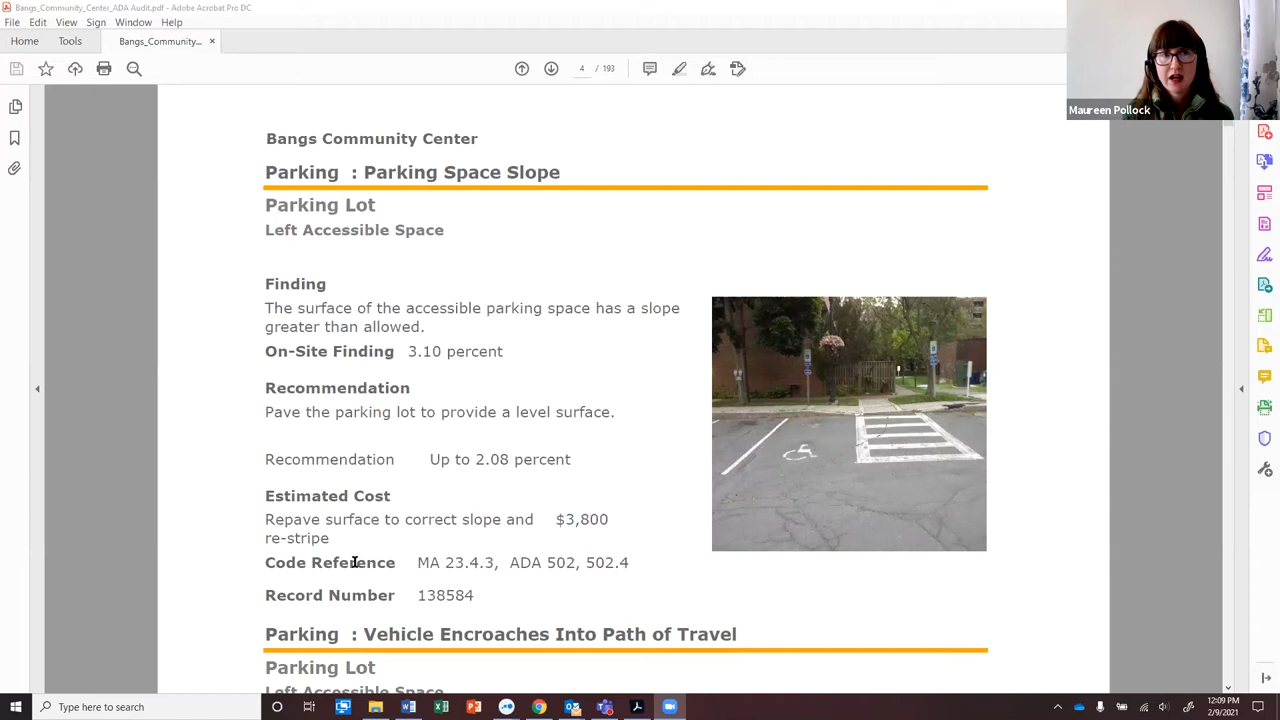 Bangs_Community_Center_ADA Audit.pdf - Adobe Acrobat Pro DC
File Edit View Sign Window Help
Home Tools Bangs_Community... ×
4 / 193
Maureen Pollock
Bangs Community Center
Parking : Parking Space Slope
Parking Lot
Left Accessible Space
Finding
The surface of the accessible parking space has a slope
greater than allowed.
On-Site Finding 3.10 percent
Recommendation
Pave the parking lot to provide a level surface.
Recommendation Up to 2.08 percent
Estimated Cost
Repave surface to correct slope and $3,800
re-stripe
Code Reference MA 23.4.3, ADA 502, 502.4
Record Number 138584
Parking : Vehicle Encroaches Into Path of Travel
Parking Lot
Left Accessible Space
Type here to search
12:09 PM
2/9/2021